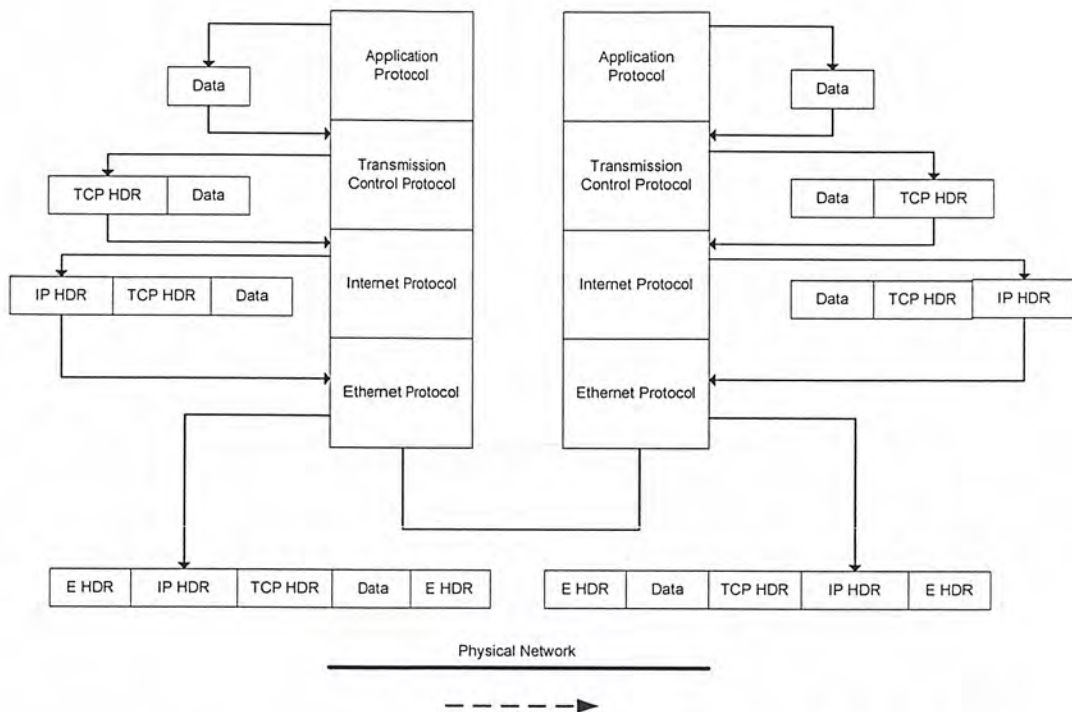 Application
Protocol
Data
Transmission
Control Protocol
TCP HDR Data
Internet Protocol
IP HDR TCP HDR Data
Ethernet Protocol
E HDR IP HDR TCP HDR Data E HDR
Application
Protocol
Data
Transmission
Control Protocol
Data TCP HDR
Internet Protocol
Data TCP HDR IP HDR
Ethernet Protocol
E HDR Data TCP HDR IP HDR E HDR
Physical Network